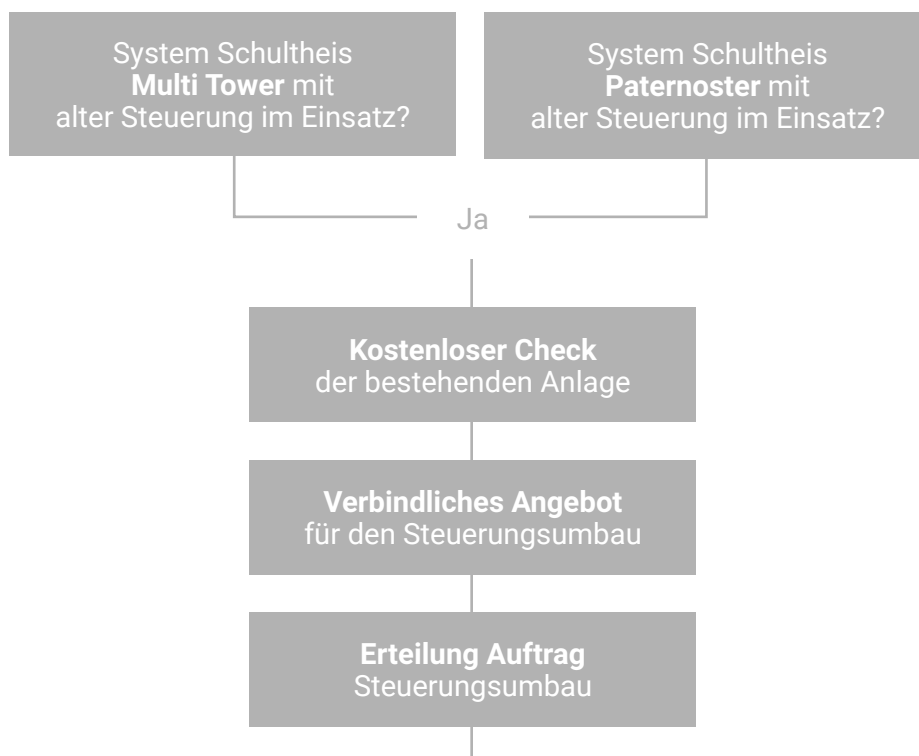 System Schultheis
Multi Tower mit
alter Steuerung im Einsatz?
System Schultheis
Paternoster mit
alter Steuerung im Einsatz?
Ja
Kostenloser Check
der bestehenden Anlage
Verbindliches Angebot
für den Steuerungsumbau
Erteilung Auftrag
Steuerungsumbau